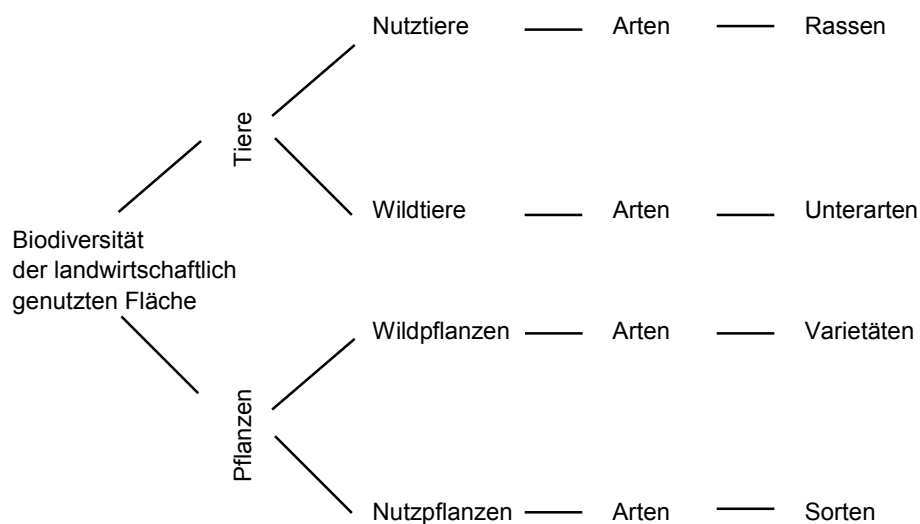 Nutztiere Arten Rassen
Tiere
Wildtiere Arten Unterarten
Biodiversität
der landwirtschaftlich
genutzten Fläche
Wildpflanzen Arten Varietäten
Pflanzen
Nutzpflanzen Arten Sorten